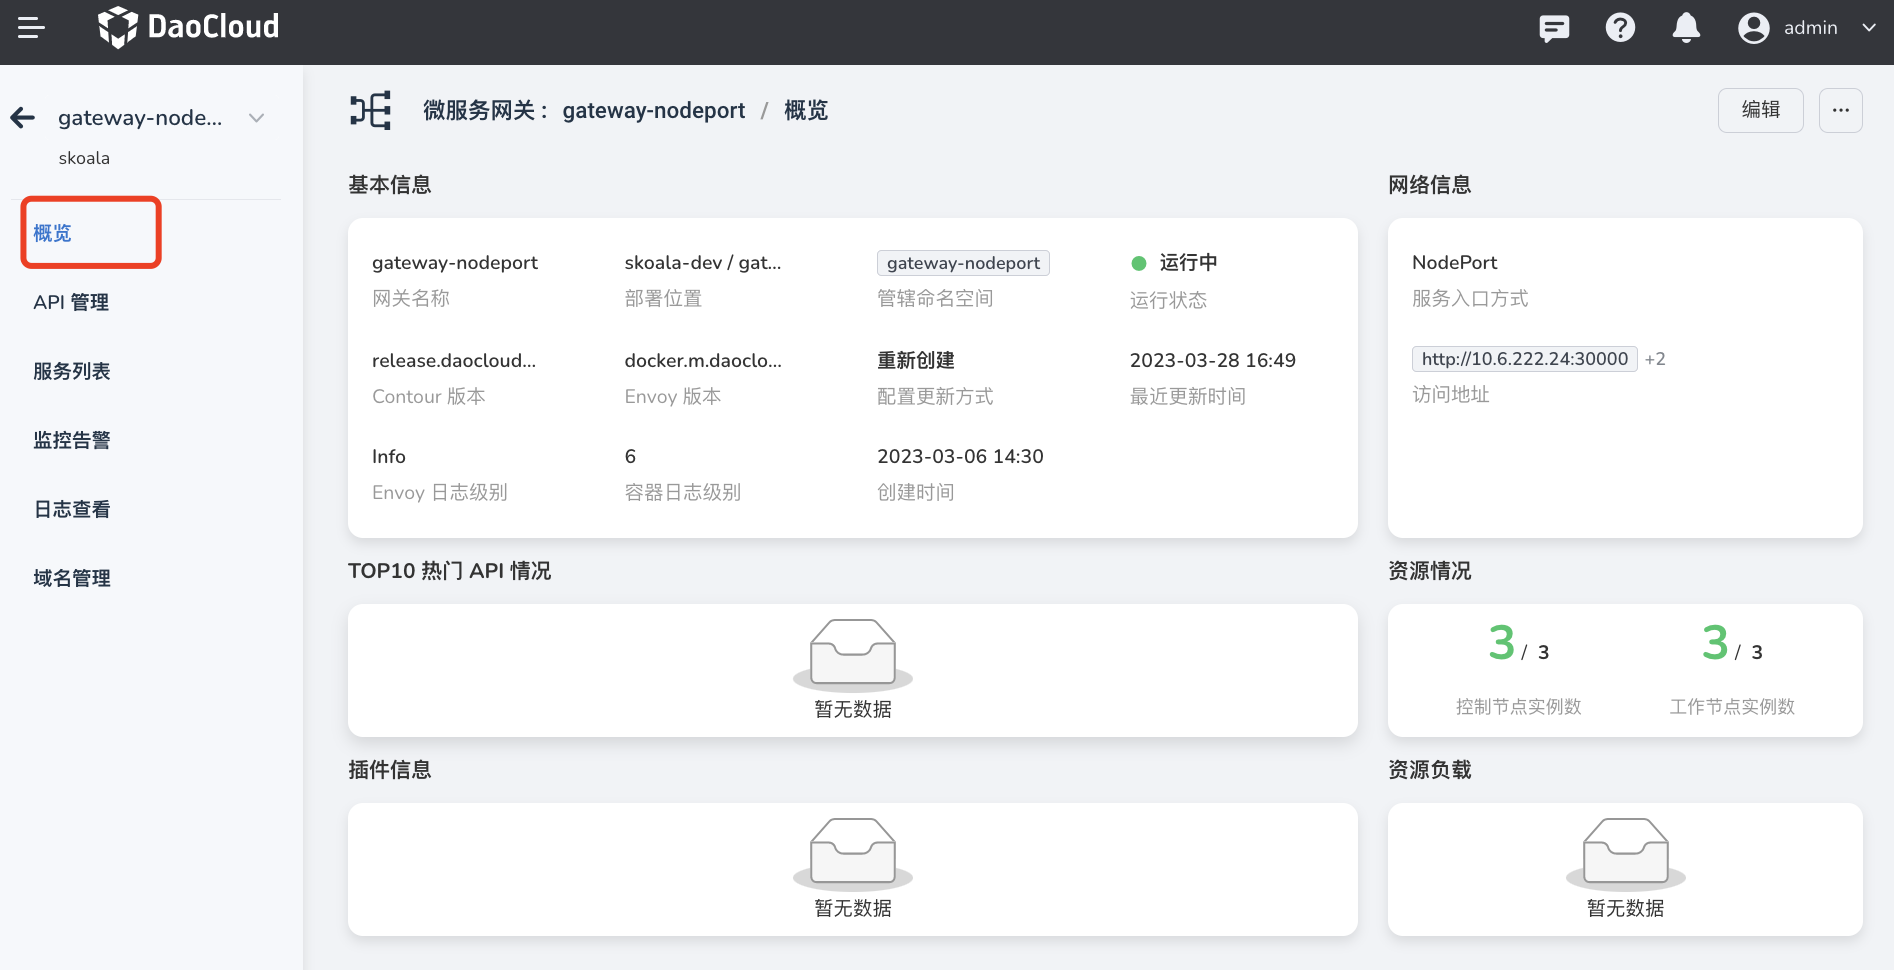 DaoCloud
admin
gateway-node...
skoala
概览
API 管理
服务列表
监控告警
日志查看
域名管理
微服务网关： gateway-nodeport / 概览
编辑
...
基本信息
gateway-nodeport
网关名称
skoala-dev / gat...
部署位置
gateway-nodeport
管辖命名空间
运行中
运行状态
release.daocloud...
Contour 版本
docker.m.daoclo...
Envoy 版本
重新创建
配置更新方式
2023-03-28 16:49
最近更新时间
Info
Envoy 日志级别
6
容器日志级别
2023-03-06 14:30
创建时间
网络信息
NodePort
服务入口方式
http://10.6.222.24:30000 +2
访问地址
TOP10 热门 API 情况
暂无数据
资源情况
3 / 3
控制节点实例数
3 / 3
工作节点实例数
插件信息
暂无数据
资源负载
暂无数据